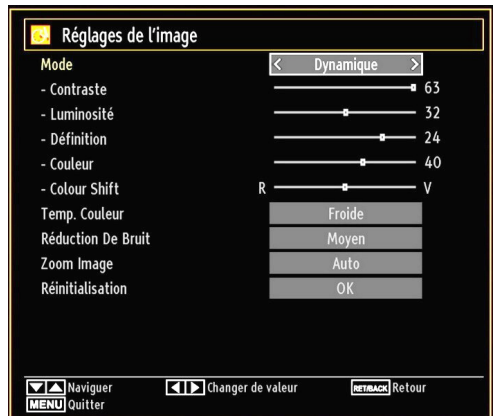 Réglages de l'image
Mode < Dynamique >
- Contraste 63
- Luminosité 32
- Définition 24
- Couleur 40
- Colour Shift R V
Temp. Couleur Froide
Réduction De Bruit Moyen
Zoom Image Auto
Réinitialisation OK
Naviguer Changer de valeur RET/BACK Retour
MENU Quitter